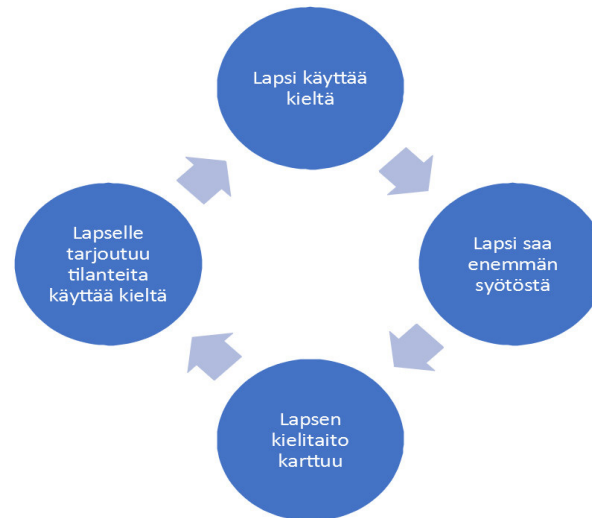 Lapsi käyttää
kieltä
Lapsi saa
enemmän
syötöstä
Lapsen
kielitaito
karttuu
Lapselle
tarjoutuu
tilanteita
käyttää kieltä